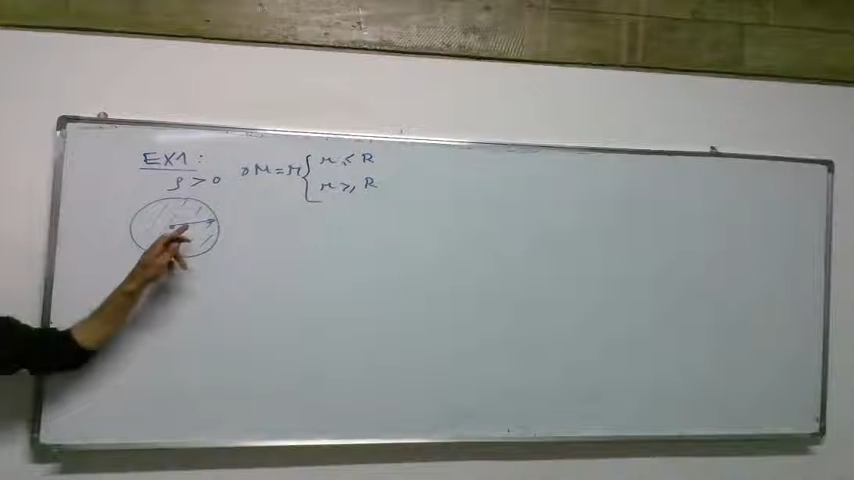 EX1:
ρ > 0 OM = r { r ≤ R
r ≥ R